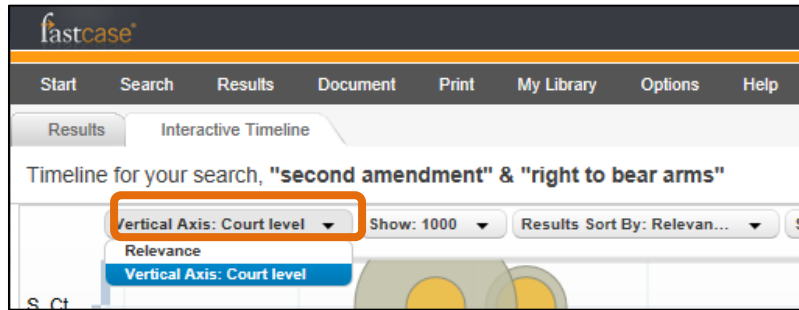 fastcase®
Start Search Results Document Print My Library Options Help
Results Interactive Timeline
Timeline for your search, "second amendment" & "right to bear arms"
Vertical Axis: Court level Show: 1000 Results Sort By: Relevan...
Relevance
Vertical Axis: Court level
S. Ct.